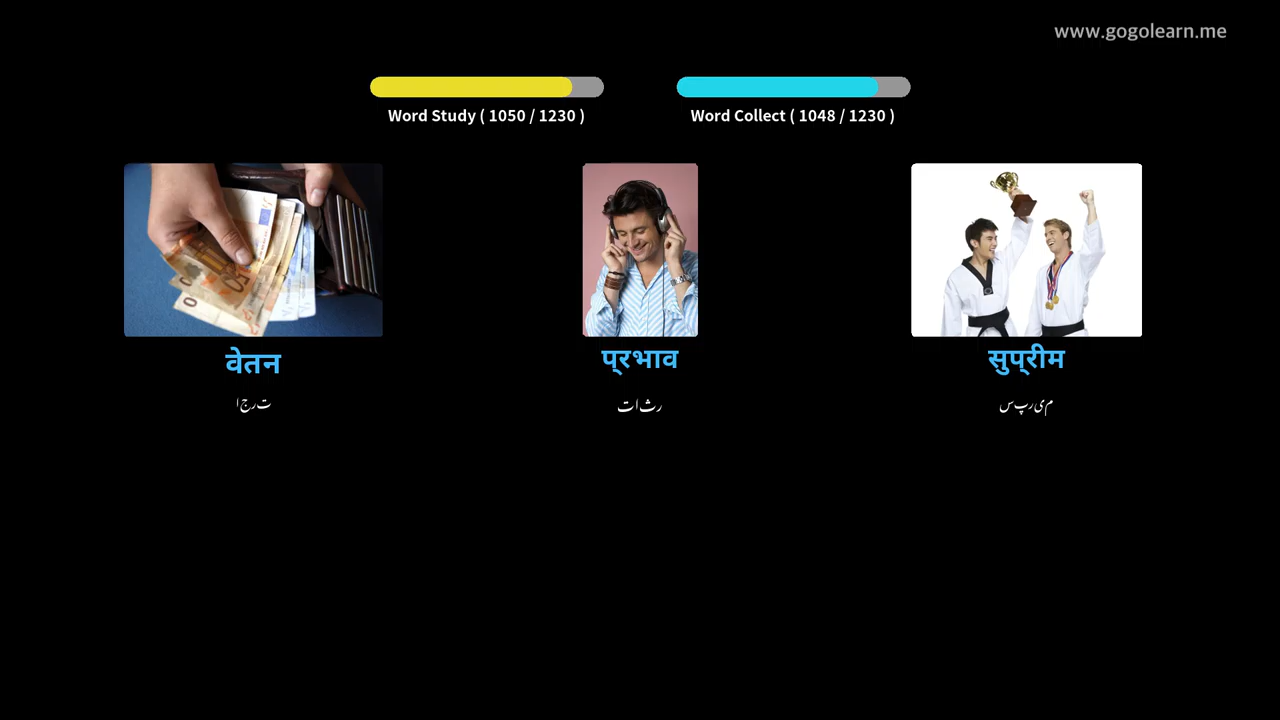 www.gogolearn.me
Word Study ( 1050 / 1230 )
Word Collect ( 1048 / 1230 )
वेतन
प्रभाव
सुप्रीम
اجرت
تاثر
سپریم